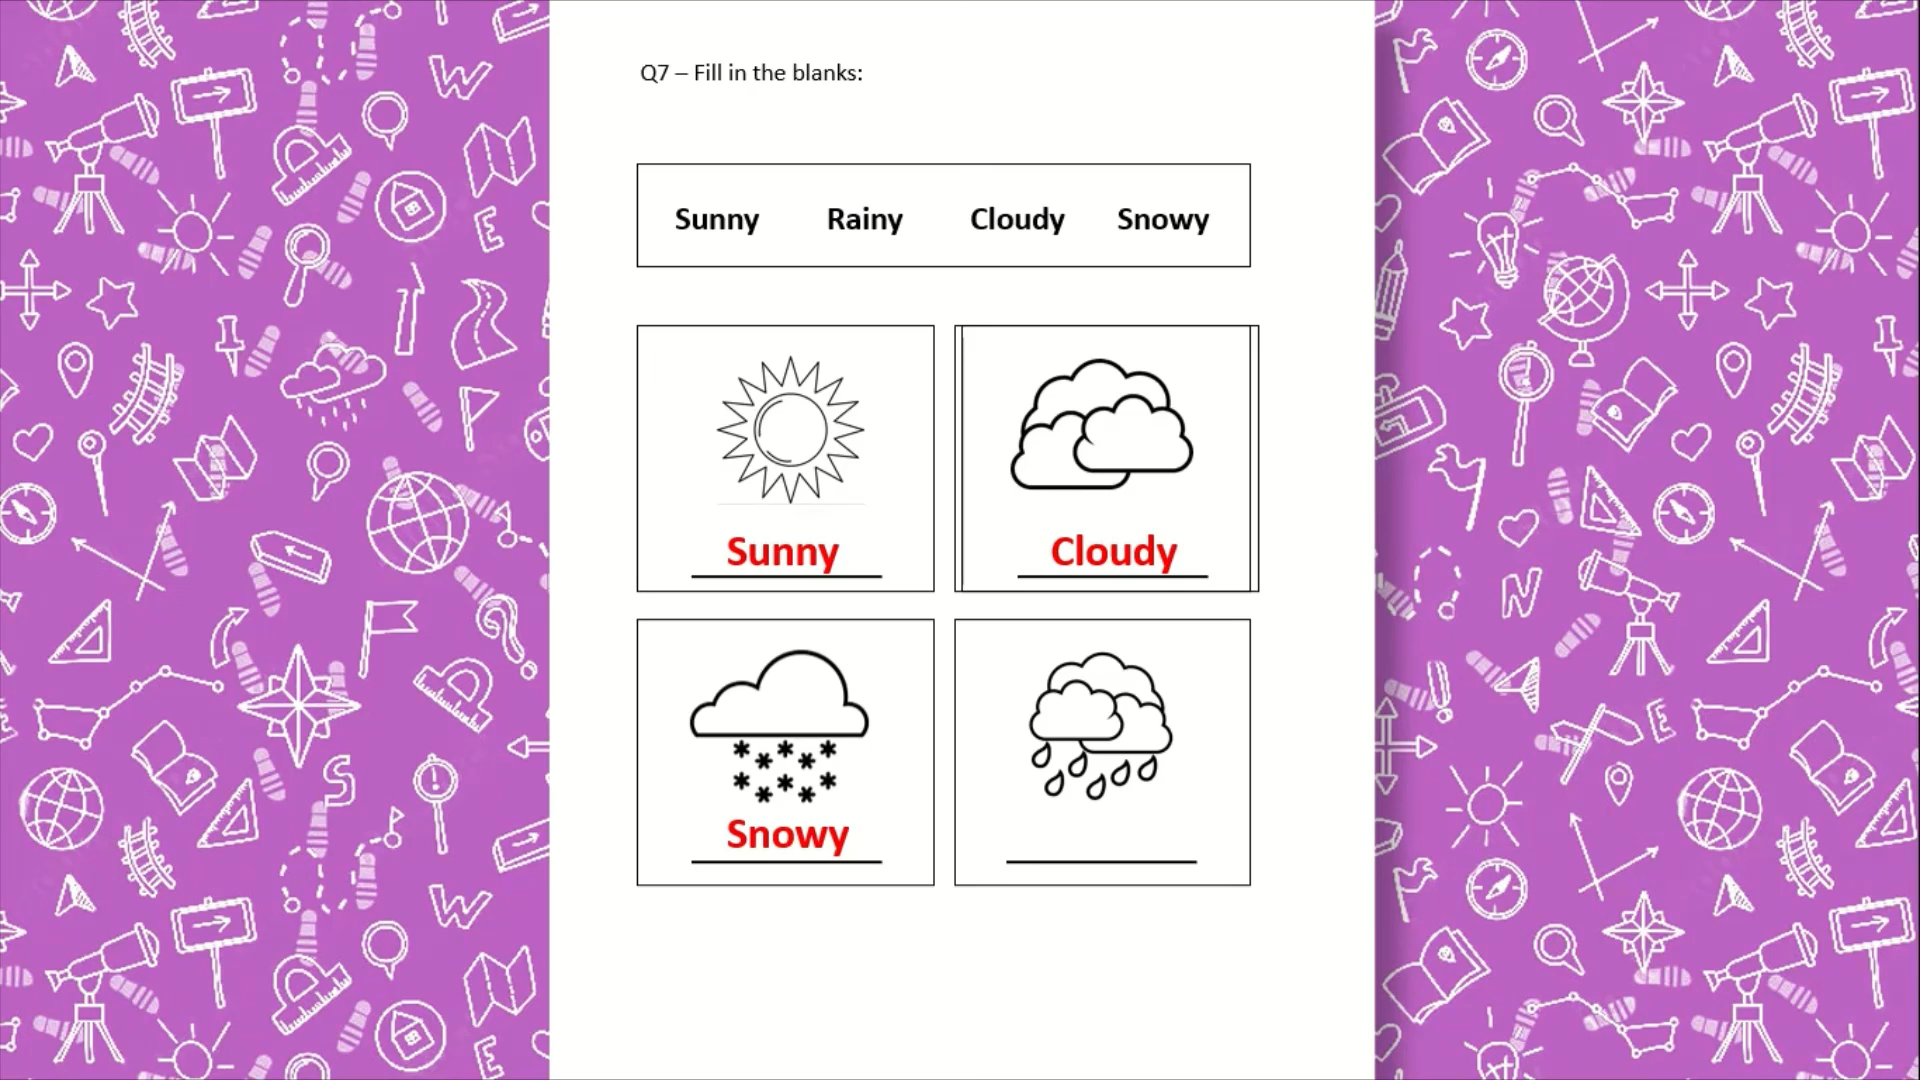 Q7 – Fill in the blanks:
Sunny Rainy Cloudy Snowy
Sunny
Cloudy
Snowy